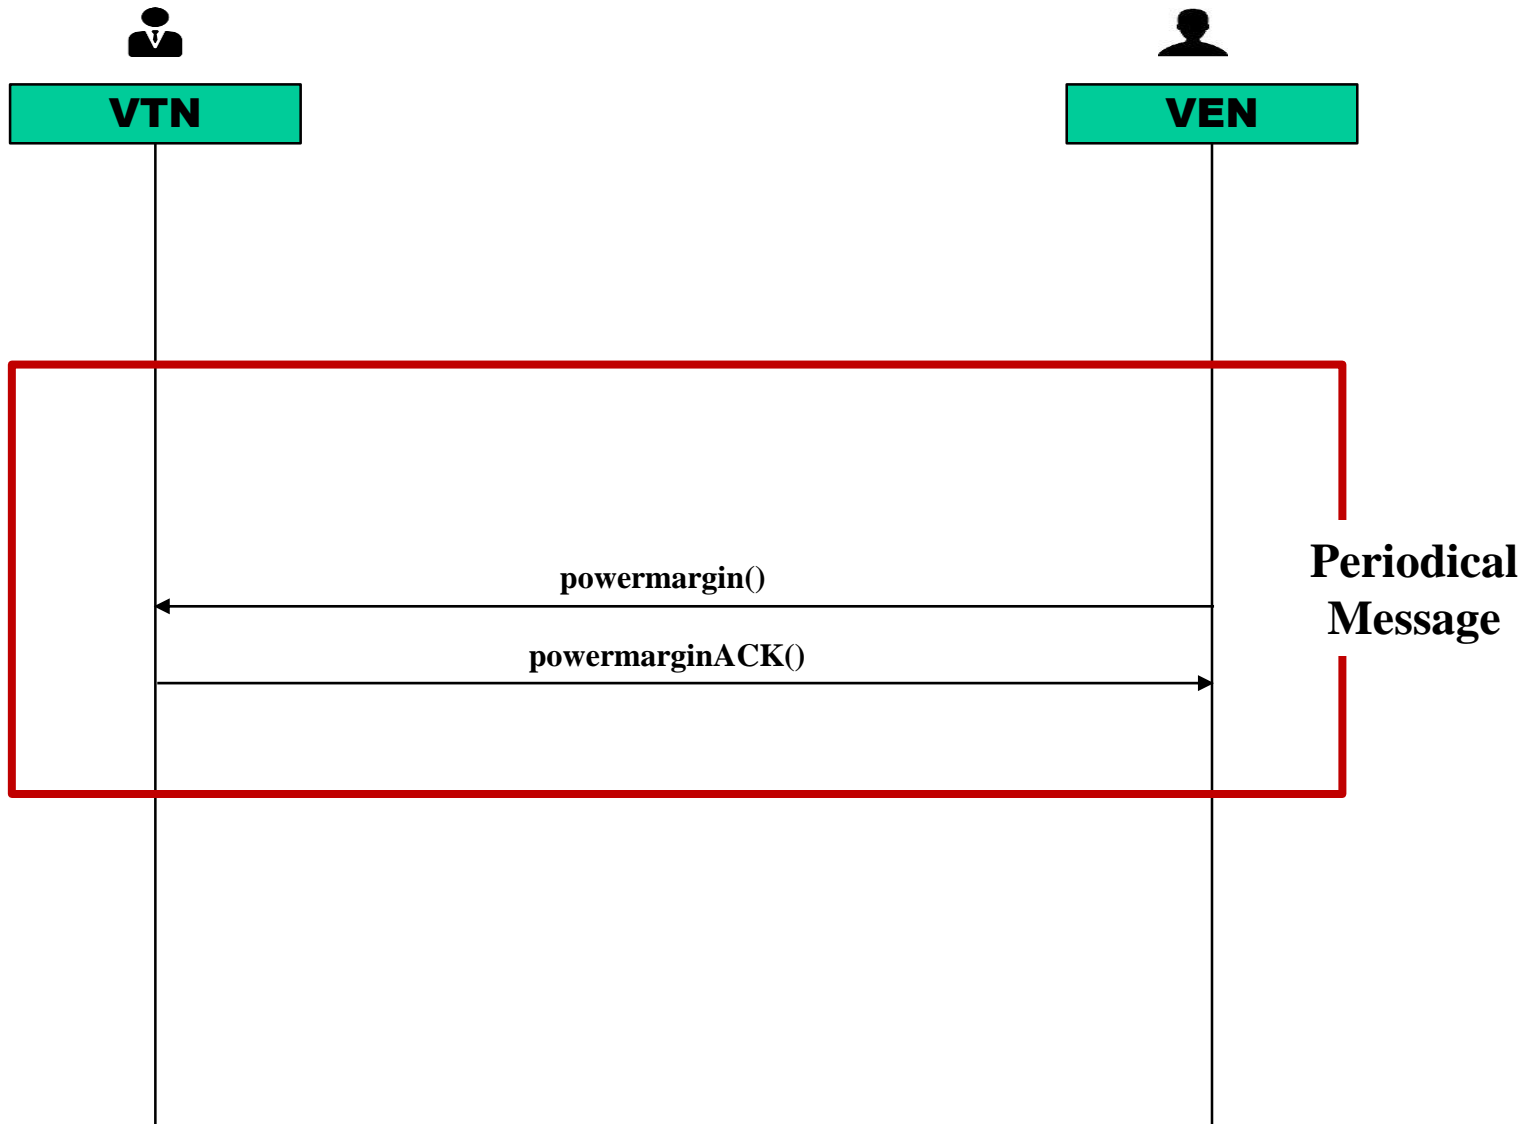 VTN
VEN
powermargin()
powermarginACK()
Periodical
Message